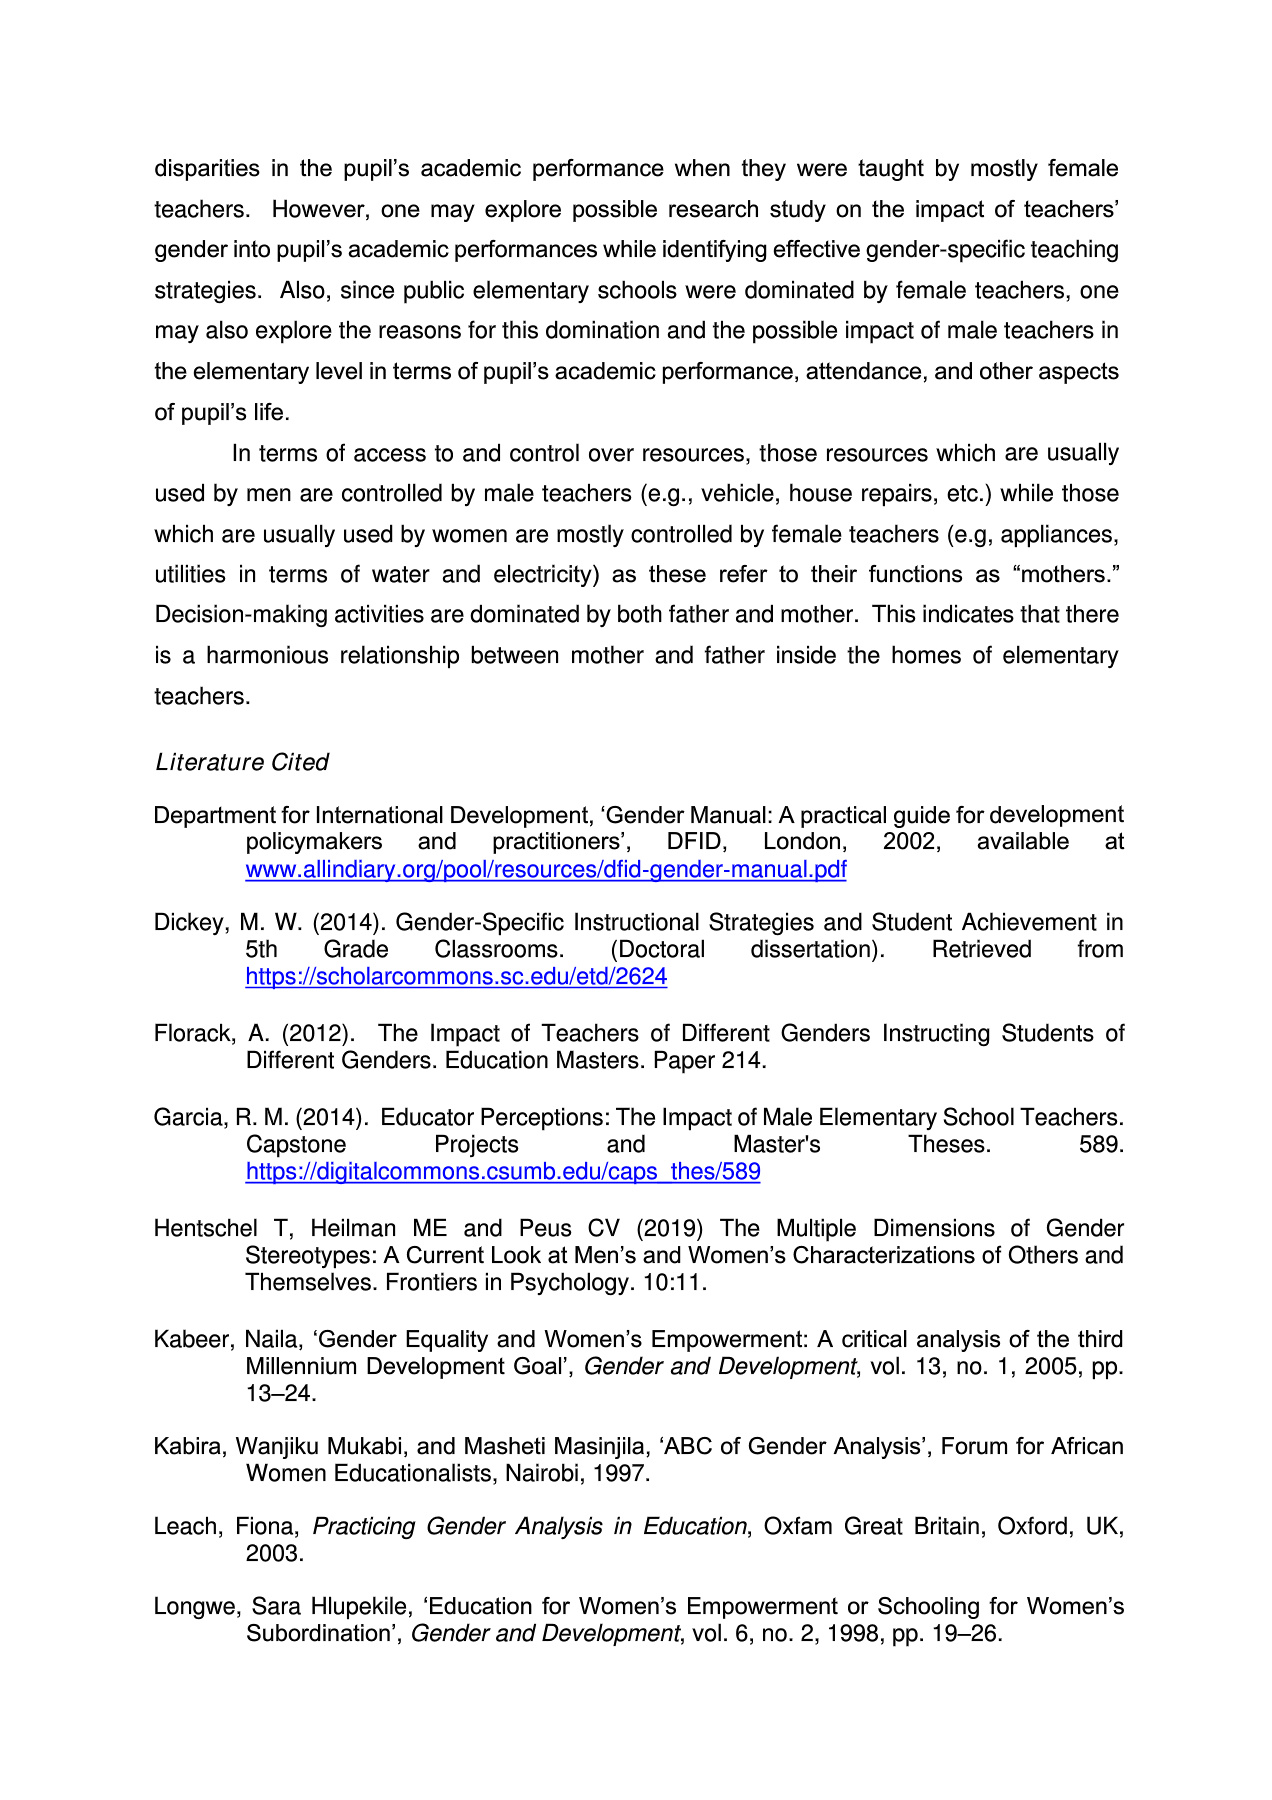 disparities in the pupil’s academic performance when they were taught by mostly female
teachers.  However, one may explore possible research study on the impact of teachers’
gender into pupil’s academic performances while identifying effective gender-specific teaching
strategies.  Also, since public elementary schools were dominated by female teachers, one
may also explore the reasons for this domination and the possible impact of male teachers in
the elementary level in terms of pupil’s academic performance, attendance, and other aspects
of pupil’s life.
In terms of access to and control over resources, those resources which are usually
used by men are controlled by male teachers (e.g., vehicle, house repairs, etc.) while those
which are usually used by women are mostly controlled by female teachers (e.g, appliances,
utilities in terms of water and electricity) as these refer to their functions as “mothers.”
Decision-making activities are dominated by both father and mother.  This indicates that there
is a harmonious relationship between mother and father inside the homes of elementary
teachers.
Literature Cited
Department for International Development, ‘Gender Manual: A practical guide for development
policymakers and practitioners’, DFID, London, 2002, available at
www.allindiary.org/pool/resources/dfid-gender-manual.pdf
Dickey, M. W. (2014). Gender-Specific Instructional Strategies and Student Achievement in
5th Grade Classrooms. (Doctoral dissertation). Retrieved from
https://scholarcommons.sc.edu/etd/2624
Florack, A. (2012).  The Impact of Teachers of Different Genders Instructing Students of
Different Genders. Education Masters. Paper 214.
Garcia, R. M. (2014).  Educator Perceptions: The Impact of Male Elementary School Teachers.
Capstone Projects and Master's Theses. 589.
https://digitalcommons.csumb.edu/caps_thes/589
Hentschel T, Heilman ME and Peus CV (2019) The Multiple Dimensions of Gender
Stereotypes: A Current Look at Men’s and Women’s Characterizations of Others and
Themselves. Frontiers in Psychology. 10:11.
Kabeer, Naila, ‘Gender Equality and Women’s Empowerment: A critical analysis of the third
Millennium Development Goal’, Gender and Development, vol. 13, no. 1, 2005, pp.
13–24.
Kabira, Wanjiku Mukabi, and Masheti Masinjila, ‘ABC of Gender Analysis’, Forum for African
Women Educationalists, Nairobi, 1997.
Leach, Fiona, Practicing Gender Analysis in Education, Oxfam Great Britain, Oxford, UK,
2003.
Longwe, Sara Hlupekile, ‘Education for Women’s Empowerment or Schooling for Women’s
Subordination’, Gender and Development, vol. 6, no. 2, 1998, pp. 19–26.